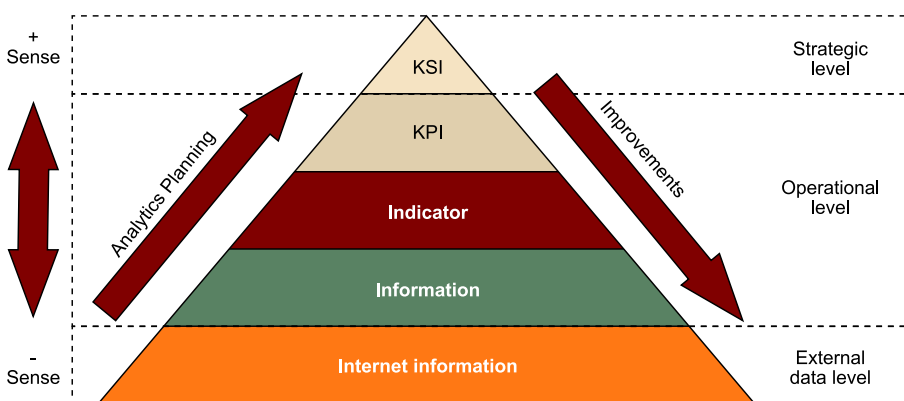 +
Sense
Strategic
level
KSI
KPI
Analytics Planning
Improvements
Operational
level
Indicator
Information
-
Sense
Internet information
External
data level